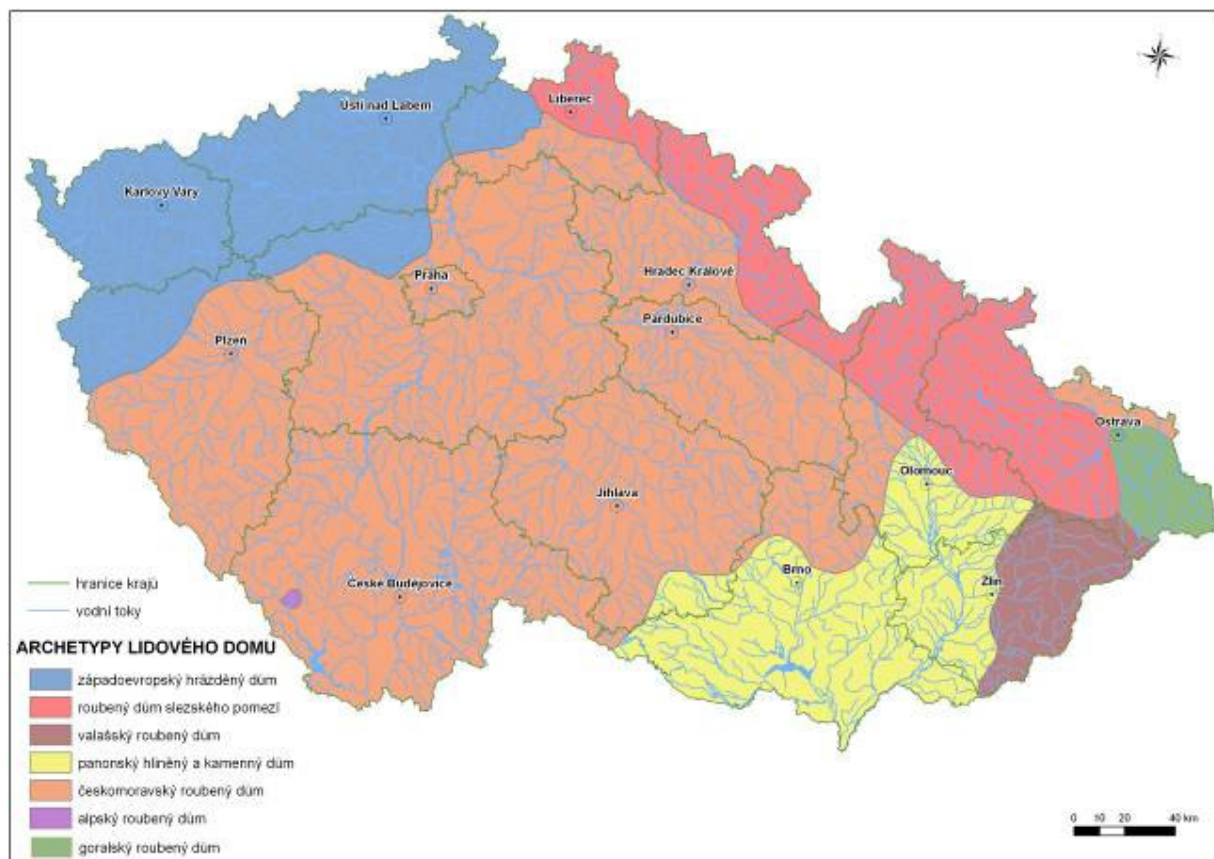 Liberec
Ústí nad Labem
Karlovy Vary
Hradec Králové
Praha
Pardubice
Plzeň
Ostrava
Olomouc
Jihlava
Brno
České Budějovice
Zlín
hranice krajů
vodní toky
ARCHETYPY LIDOVÉHO DOMU
západoevropský hrázděný dům
roubený dům slezského pomezí
valašský roubený dům
panonský hliněný a kamenný dům
českomoravský roubený dům
alpský roubený dům
goralský roubený dům
0 10 20 40 km